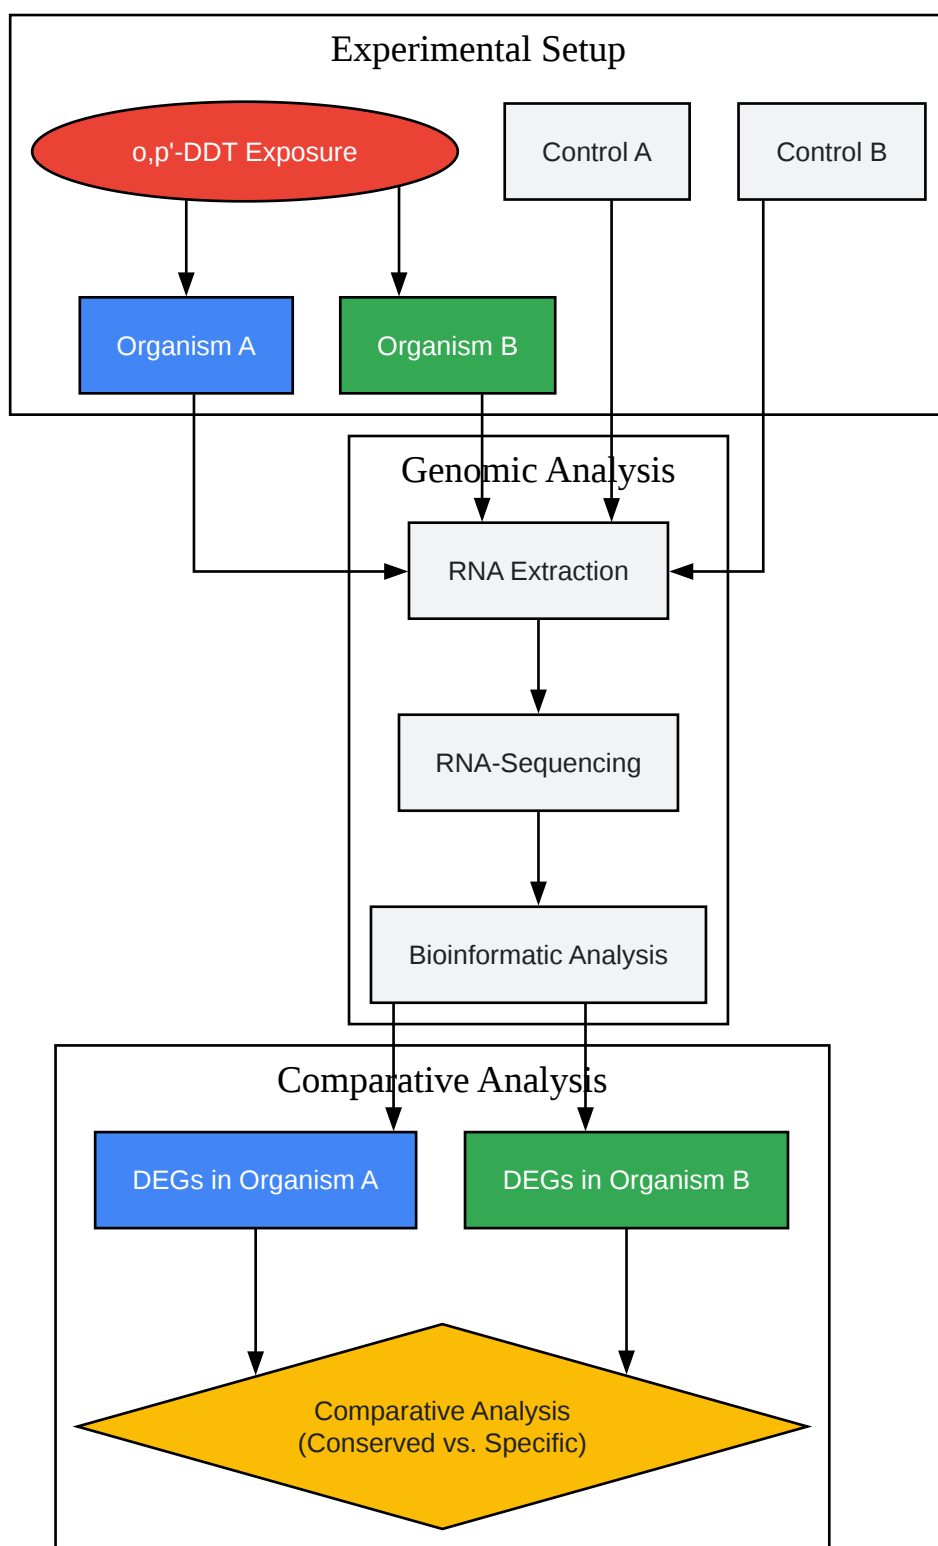 Experimental Setup
o,p'-DDT Exposure
Control A
Control B
Organism A
Organism B
Genomic Analysis
RNA Extraction
RNA-Sequencing
Bioinformatic Analysis
Comparative Analysis
DEGs in Organism A
DEGs in Organism B
Comparative Analysis
(Conserved vs. Specific)